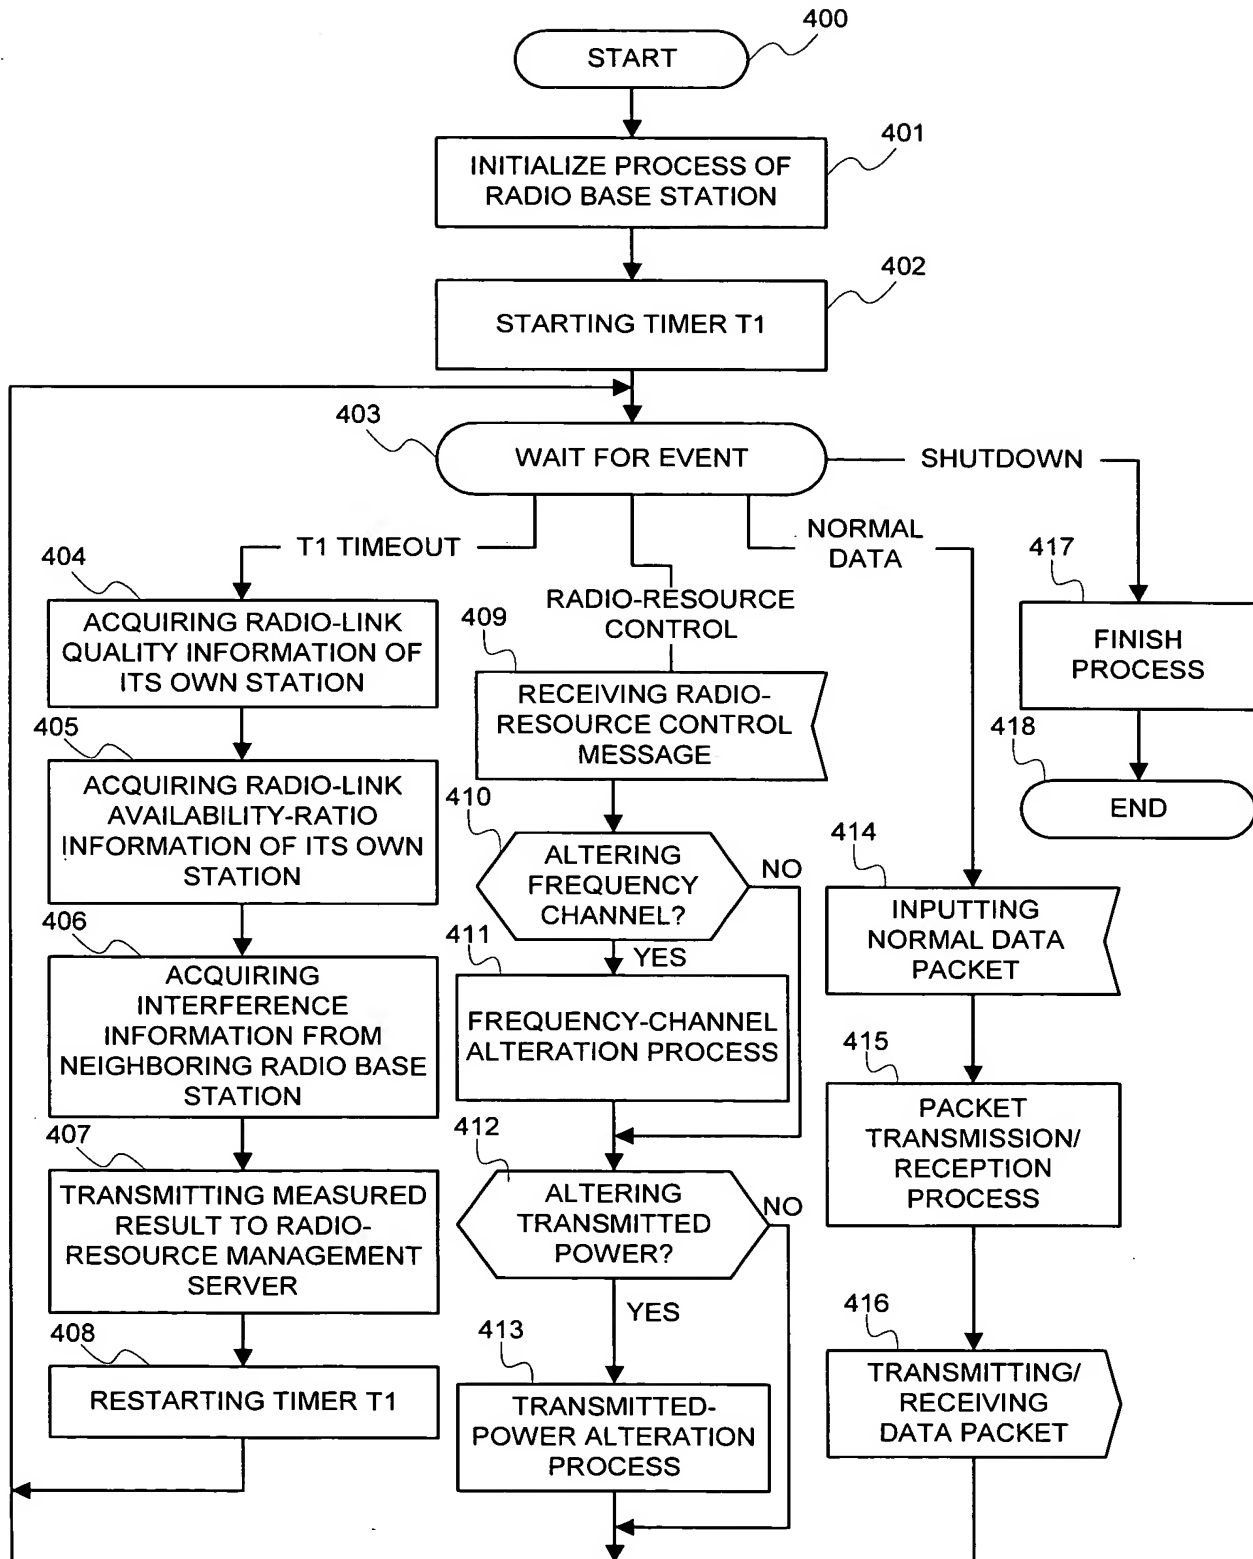 400
START
401
INITIALIZE PROCESS OF
RADIO BASE STATION
402
STARTING TIMER T1
403
WAIT FOR EVENT
SHUTDOWN
T1 TIMEOUT
NORMAL
DATA
RADIO-RESOURCE
CONTROL
404
ACQUIRING RADIO-LINK
QUALITY INFORMATION OF
ITS OWN STATION
405
ACQUIRING RADIO-LINK
AVAILABILITY-RATIO
INFORMATION OF ITS OWN
STATION
406
ACQUIRING
INTERFERENCE
INFORMATION FROM
NEIGHBORING RADIO BASE
STATION
407
TRANSMITTING MEASURED
RESULT TO RADIO-
RESOURCE MANAGEMENT
SERVER
408
RESTARTING TIMER T1
409
RECEIVING RADIO-
RESOURCE CONTROL
MESSAGE
410
ALTERING
FREQUENCY
CHANNEL?
NO
YES
411
FREQUENCY-CHANNEL
ALTERATION PROCESS
412
ALTERING
TRANSMITTED
POWER?
NO
YES
413
TRANSMITTED-
POWER ALTERATION
PROCESS
414
INPUTTING
NORMAL DATA
PACKET
415
PACKET
TRANSMISSION/
RECEPTION
PROCESS
416
TRANSMITTING/
RECEIVING
DATA PACKET
417
FINISH
PROCESS
418
END